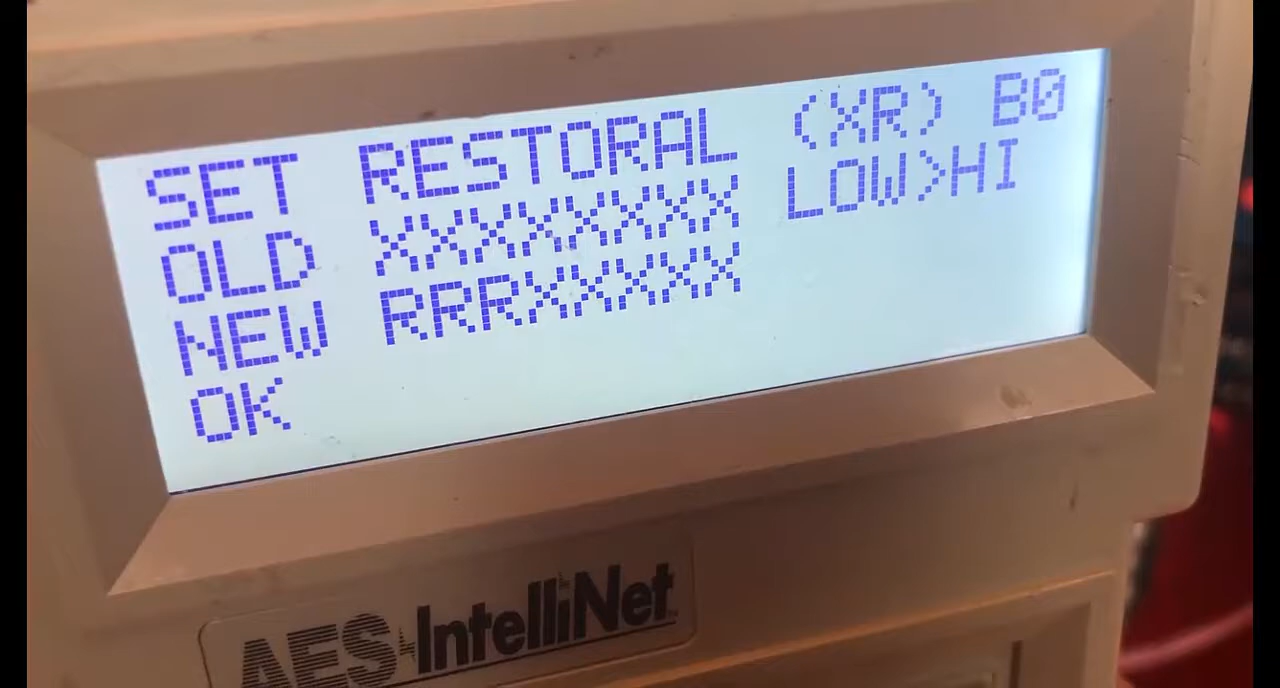 SET RESTORAL (XR) B0
OLD XXXXXXXX LOW>HI
NEW RRRXXXXX
OK
AES IntelliNet